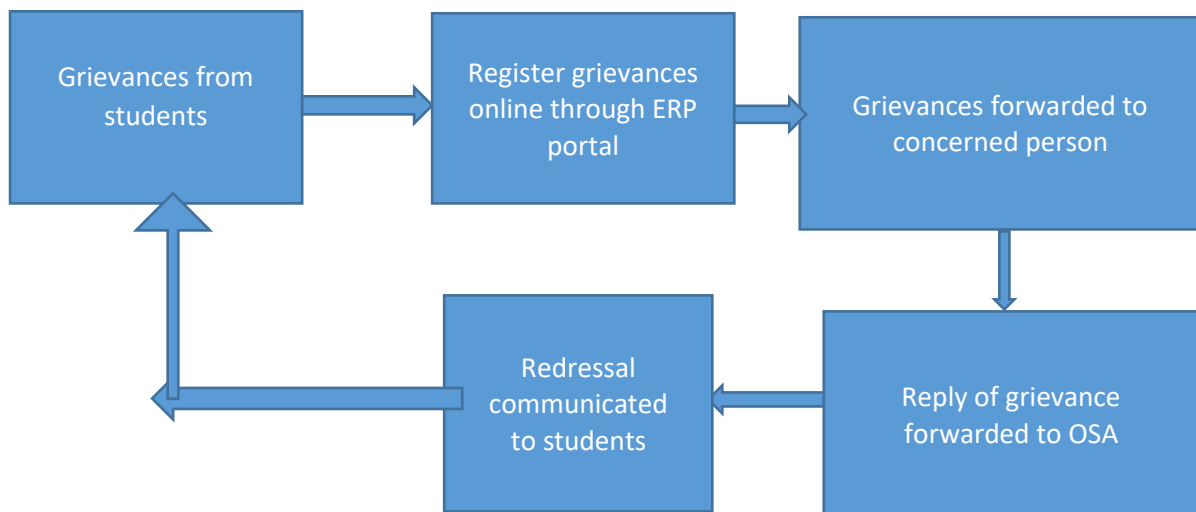 Grievances from
students
Register grievances
online through ERP
portal
Grievances forwarded to
concerned person
Reply of grievance
forwarded to OSA
Redressal
communicated
to students